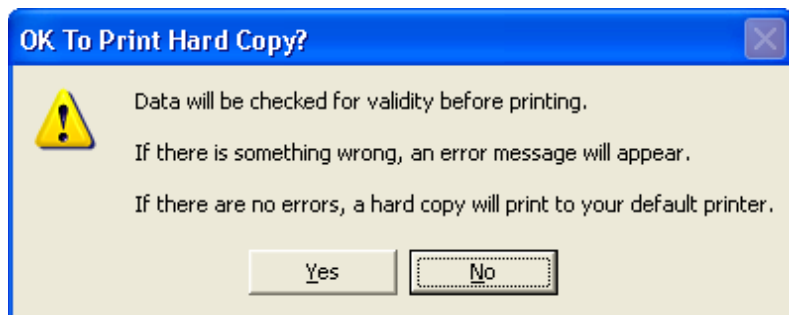 OK To Print Hard Copy?
Data will be checked for validity before printing.
If there is something wrong, an error message will appear.
If there are no errors, a hard copy will print to your default printer.
Yes
No